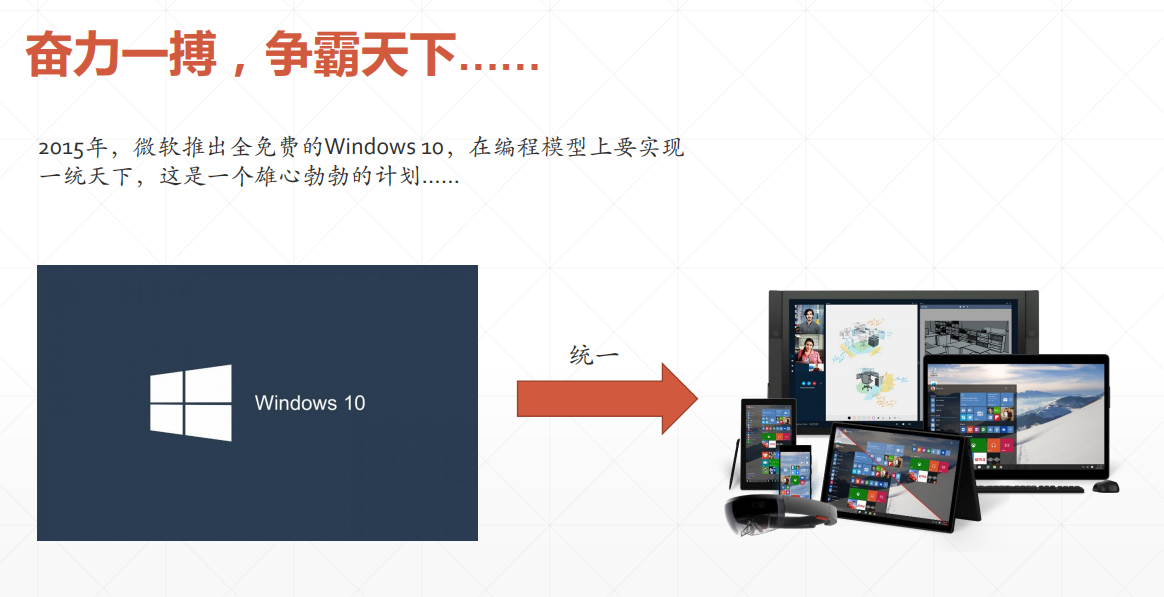 奋力一搏，争霸天下……
2015年，微软推出全免费的Windows 10，在编程模型上要实现
一统天下，这是一个雄心勃勃的计划……
统一
Windows 10